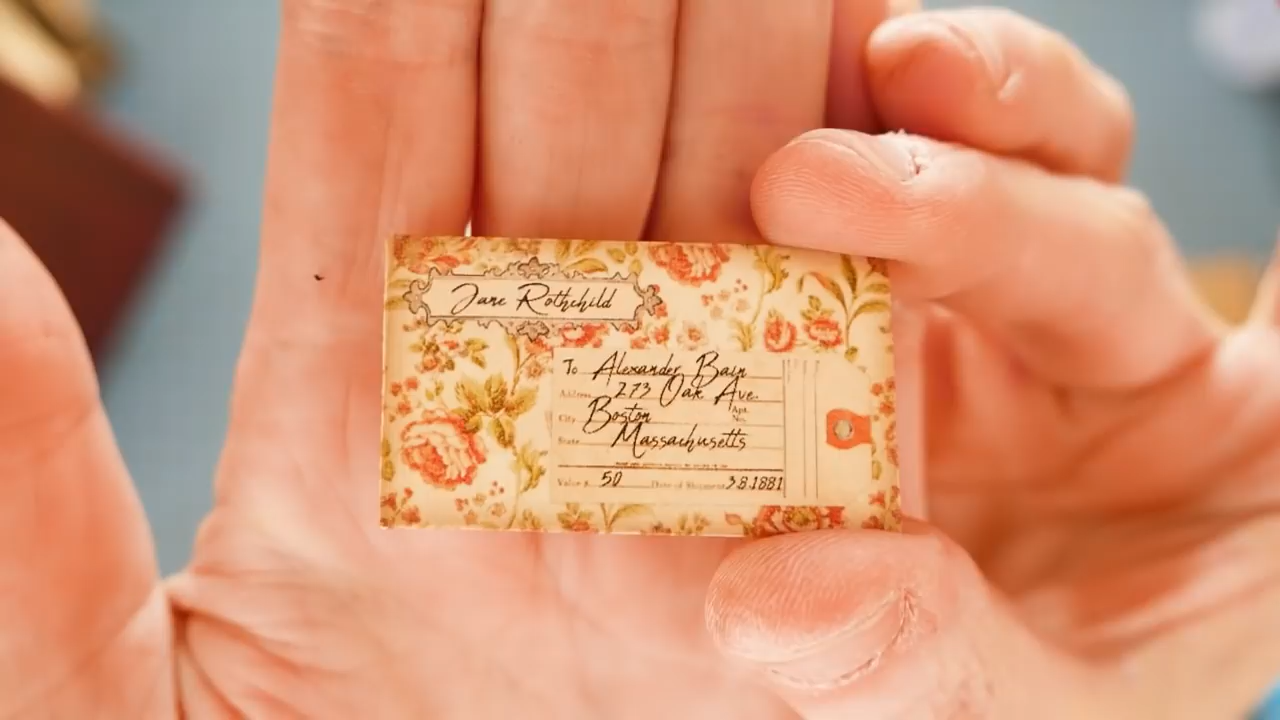 Jane Rothchild
To Alexander Bain
Address 273 Oak Ave.
Apt. No.
City Boston
State Massachusetts
Value $ 50 Date of Shipment 3.8.1881